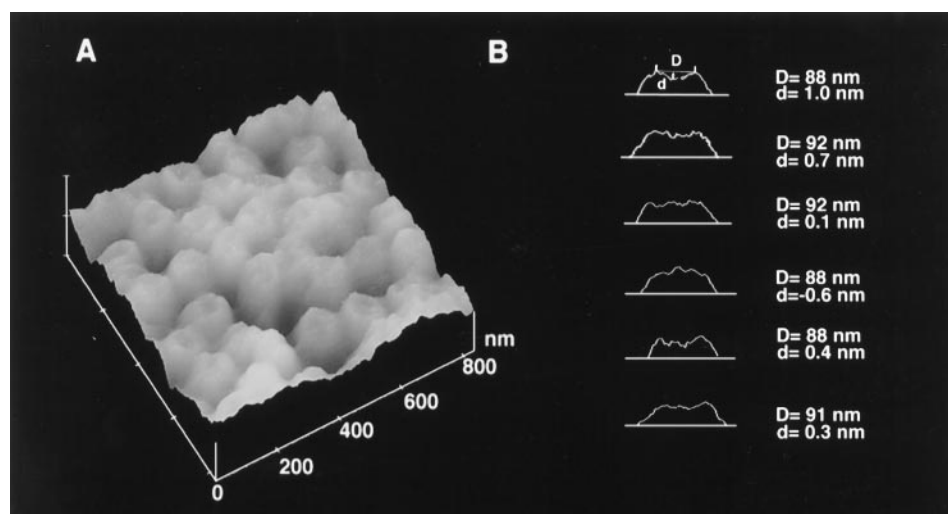 A
B
D
d
D= 88 nm
d= 1.0 nm
D= 92 nm
d= 0.7 nm
D= 92 nm
d= 0.1 nm
D= 88 nm
d=-0.6 nm
D= 88 nm
d= 0.4 nm
D= 91 nm
d= 0.3 nm
nm
800
600
400
200
0